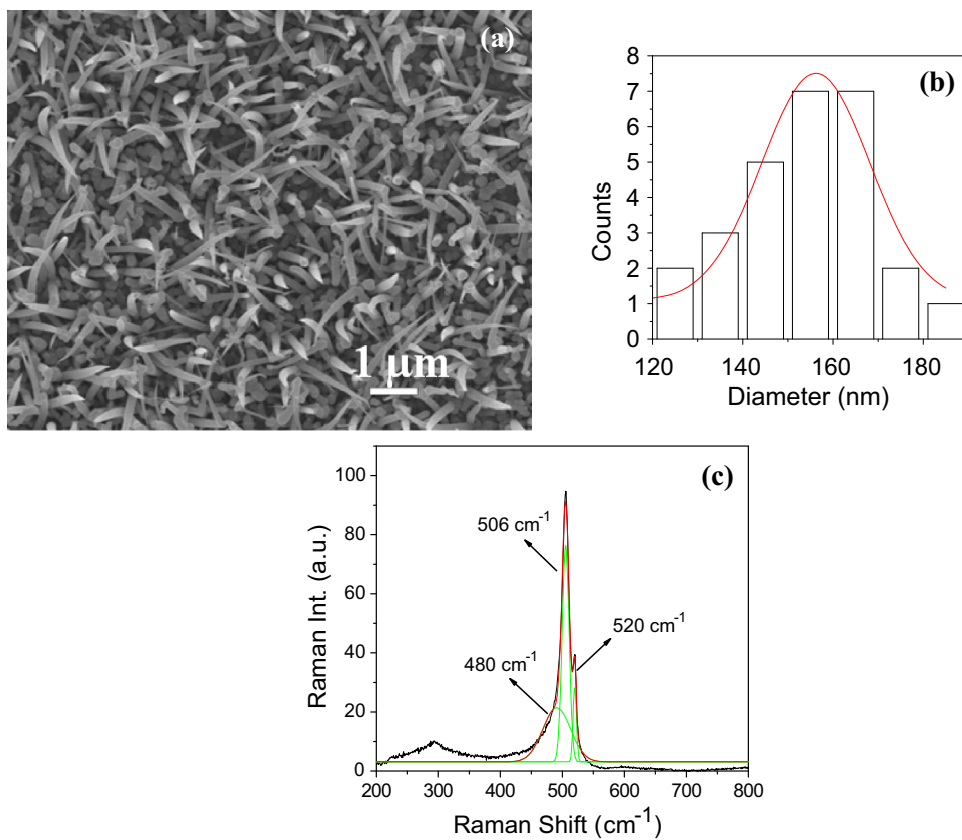 (a)
1 μm
(b)
8
7
6
5
4
3
2
1
0
Counts
120 140 160 180
Diameter (nm)
(c)
100
80
60
40
20
0
Raman Int. (a.u.)
506 cm⁻¹
520 cm⁻¹
480 cm⁻¹
200 300 400 500 600 700 800
Raman Shift (cm⁻¹)